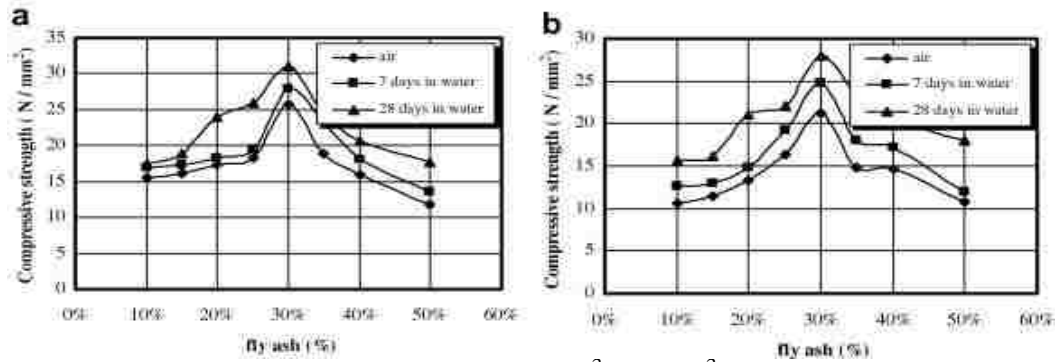 a
Compressive strength ( N / mm²)
35
30
25
20
15
10
5
0
0% 10% 20% 30% 40% 50% 60%
fly ash (%)
air
7 days in water
28 days in water
b
Compressive strength ( N / mm²)
30
25
20
15
10
5
0
0% 10% 20% 30% 40% 50% 60%
fly ash (%)
air
7 days in water
28 days in water
3 3